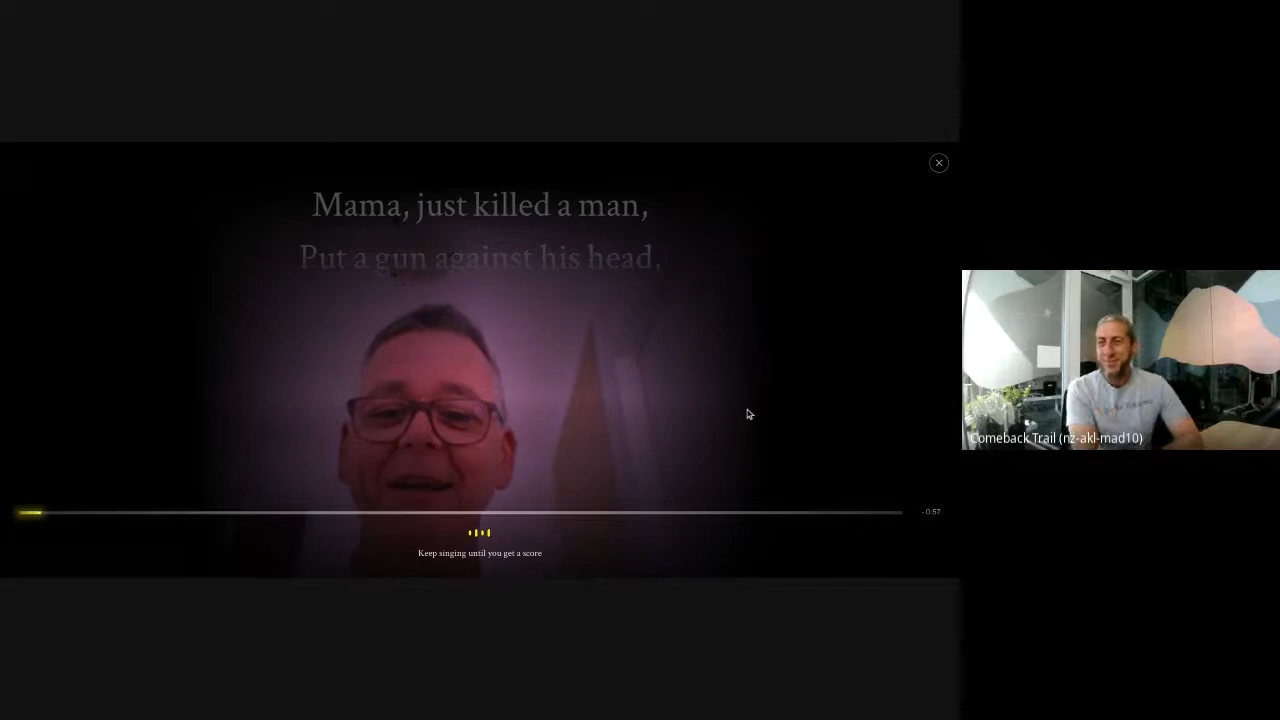 Mama, just killed a man,
Put a gun against his head,
- 0:57
Keep singing until you get a score
Comeback Trail (nz-akl-mad10)